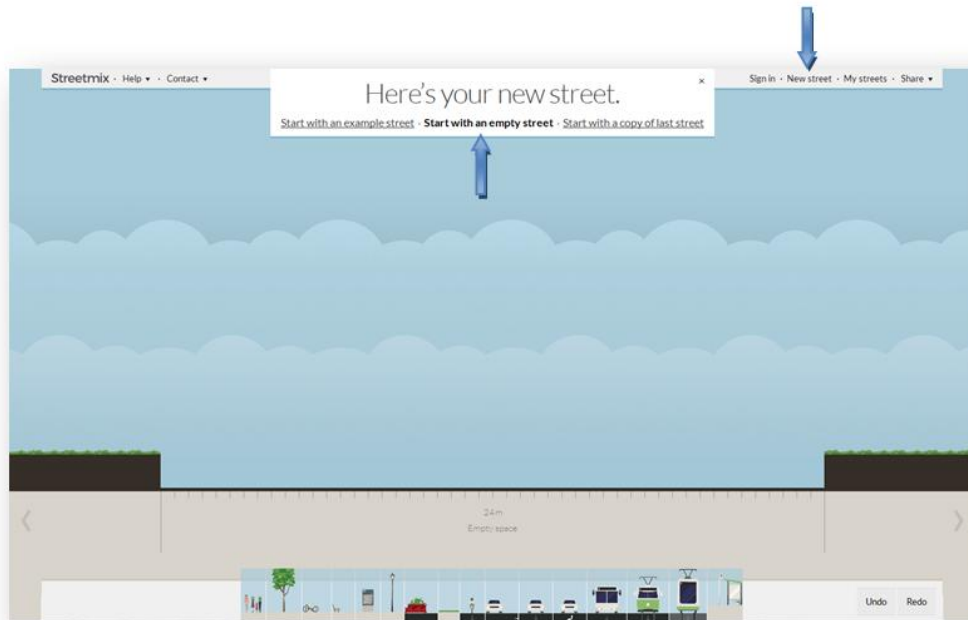 Streetmix · Help ▾ · Contact ▾
Sign in · New street · My streets · Share ▾
Here's your new street.
×
Start with an example street · Start with an empty street · Start with a copy of last street
24 m
Empty space
Undo Redo